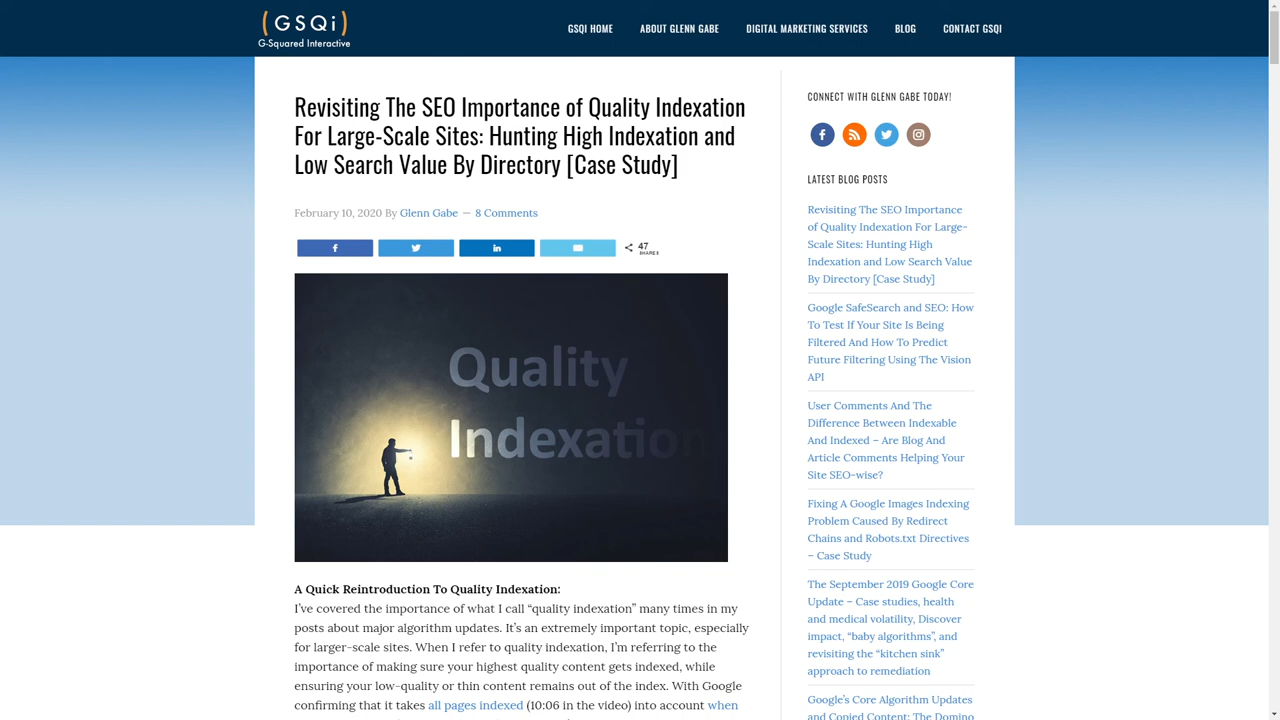 (GSQi)
G-Squared Interactive
GSQI HOME
ABOUT GLENN GABE
DIGITAL MARKETING SERVICES
BLOG
CONTACT GSQI
Revisiting The SEO Importance of Quality Indexation
For Large-Scale Sites: Hunting High Indexation and
Low Search Value By Directory [Case Study]
February 10, 2020 By Glenn Gabe — 8 Comments
47
SHARES
Quality
Indexation
A Quick Reintroduction To Quality Indexation:
I’ve covered the importance of what I call “quality indexation” many times in my
posts about major algorithm updates. It’s an extremely important topic, especially
for larger-scale sites. When I refer to quality indexation, I’m referring to the
importance of making sure your highest quality content gets indexed, while
ensuring your low-quality or thin content remains out of the index. With Google
confirming that it takes all pages indexed (10:06 in the video) into account when
CONNECT WITH GLENN GABE TODAY!
LATEST BLOG POSTS
Revisiting The SEO Importance
of Quality Indexation For Large-
Scale Sites: Hunting High
Indexation and Low Search Value
By Directory [Case Study]
Google SafeSearch and SEO: How
To Test If Your Site Is Being
Filtered And How To Predict
Future Filtering Using The Vision
API
User Comments And The
Difference Between Indexable
And Indexed – Are Blog And
Article Comments Helping Your
Site SEO-wise?
Fixing A Google Images Indexing
Problem Caused By Redirect
Chains and Robots.txt Directives
– Case Study
The September 2019 Google Core
Update – Case studies, health
and medical volatility, Discover
impact, “baby algorithms”, and
revisiting the “kitchen sink”
approach to remediation
Google’s Core Algorithm Updates
and Copied Content: The Domino